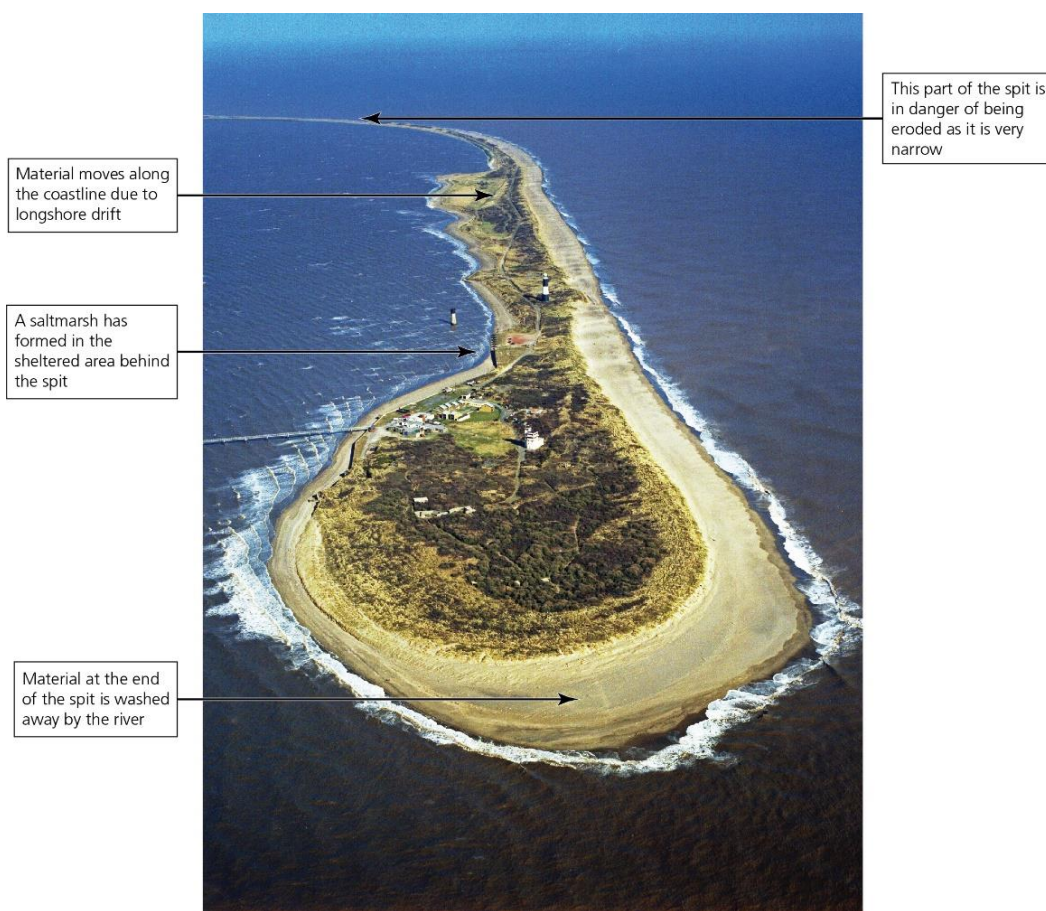 This part of the spit is
in danger of being
eroded as it is very
narrow
Material moves along
the coastline due to
longshore drift
A saltmarsh has
formed in the
sheltered area behind
the spit
Material at the end
of the spit is washed
away by the river